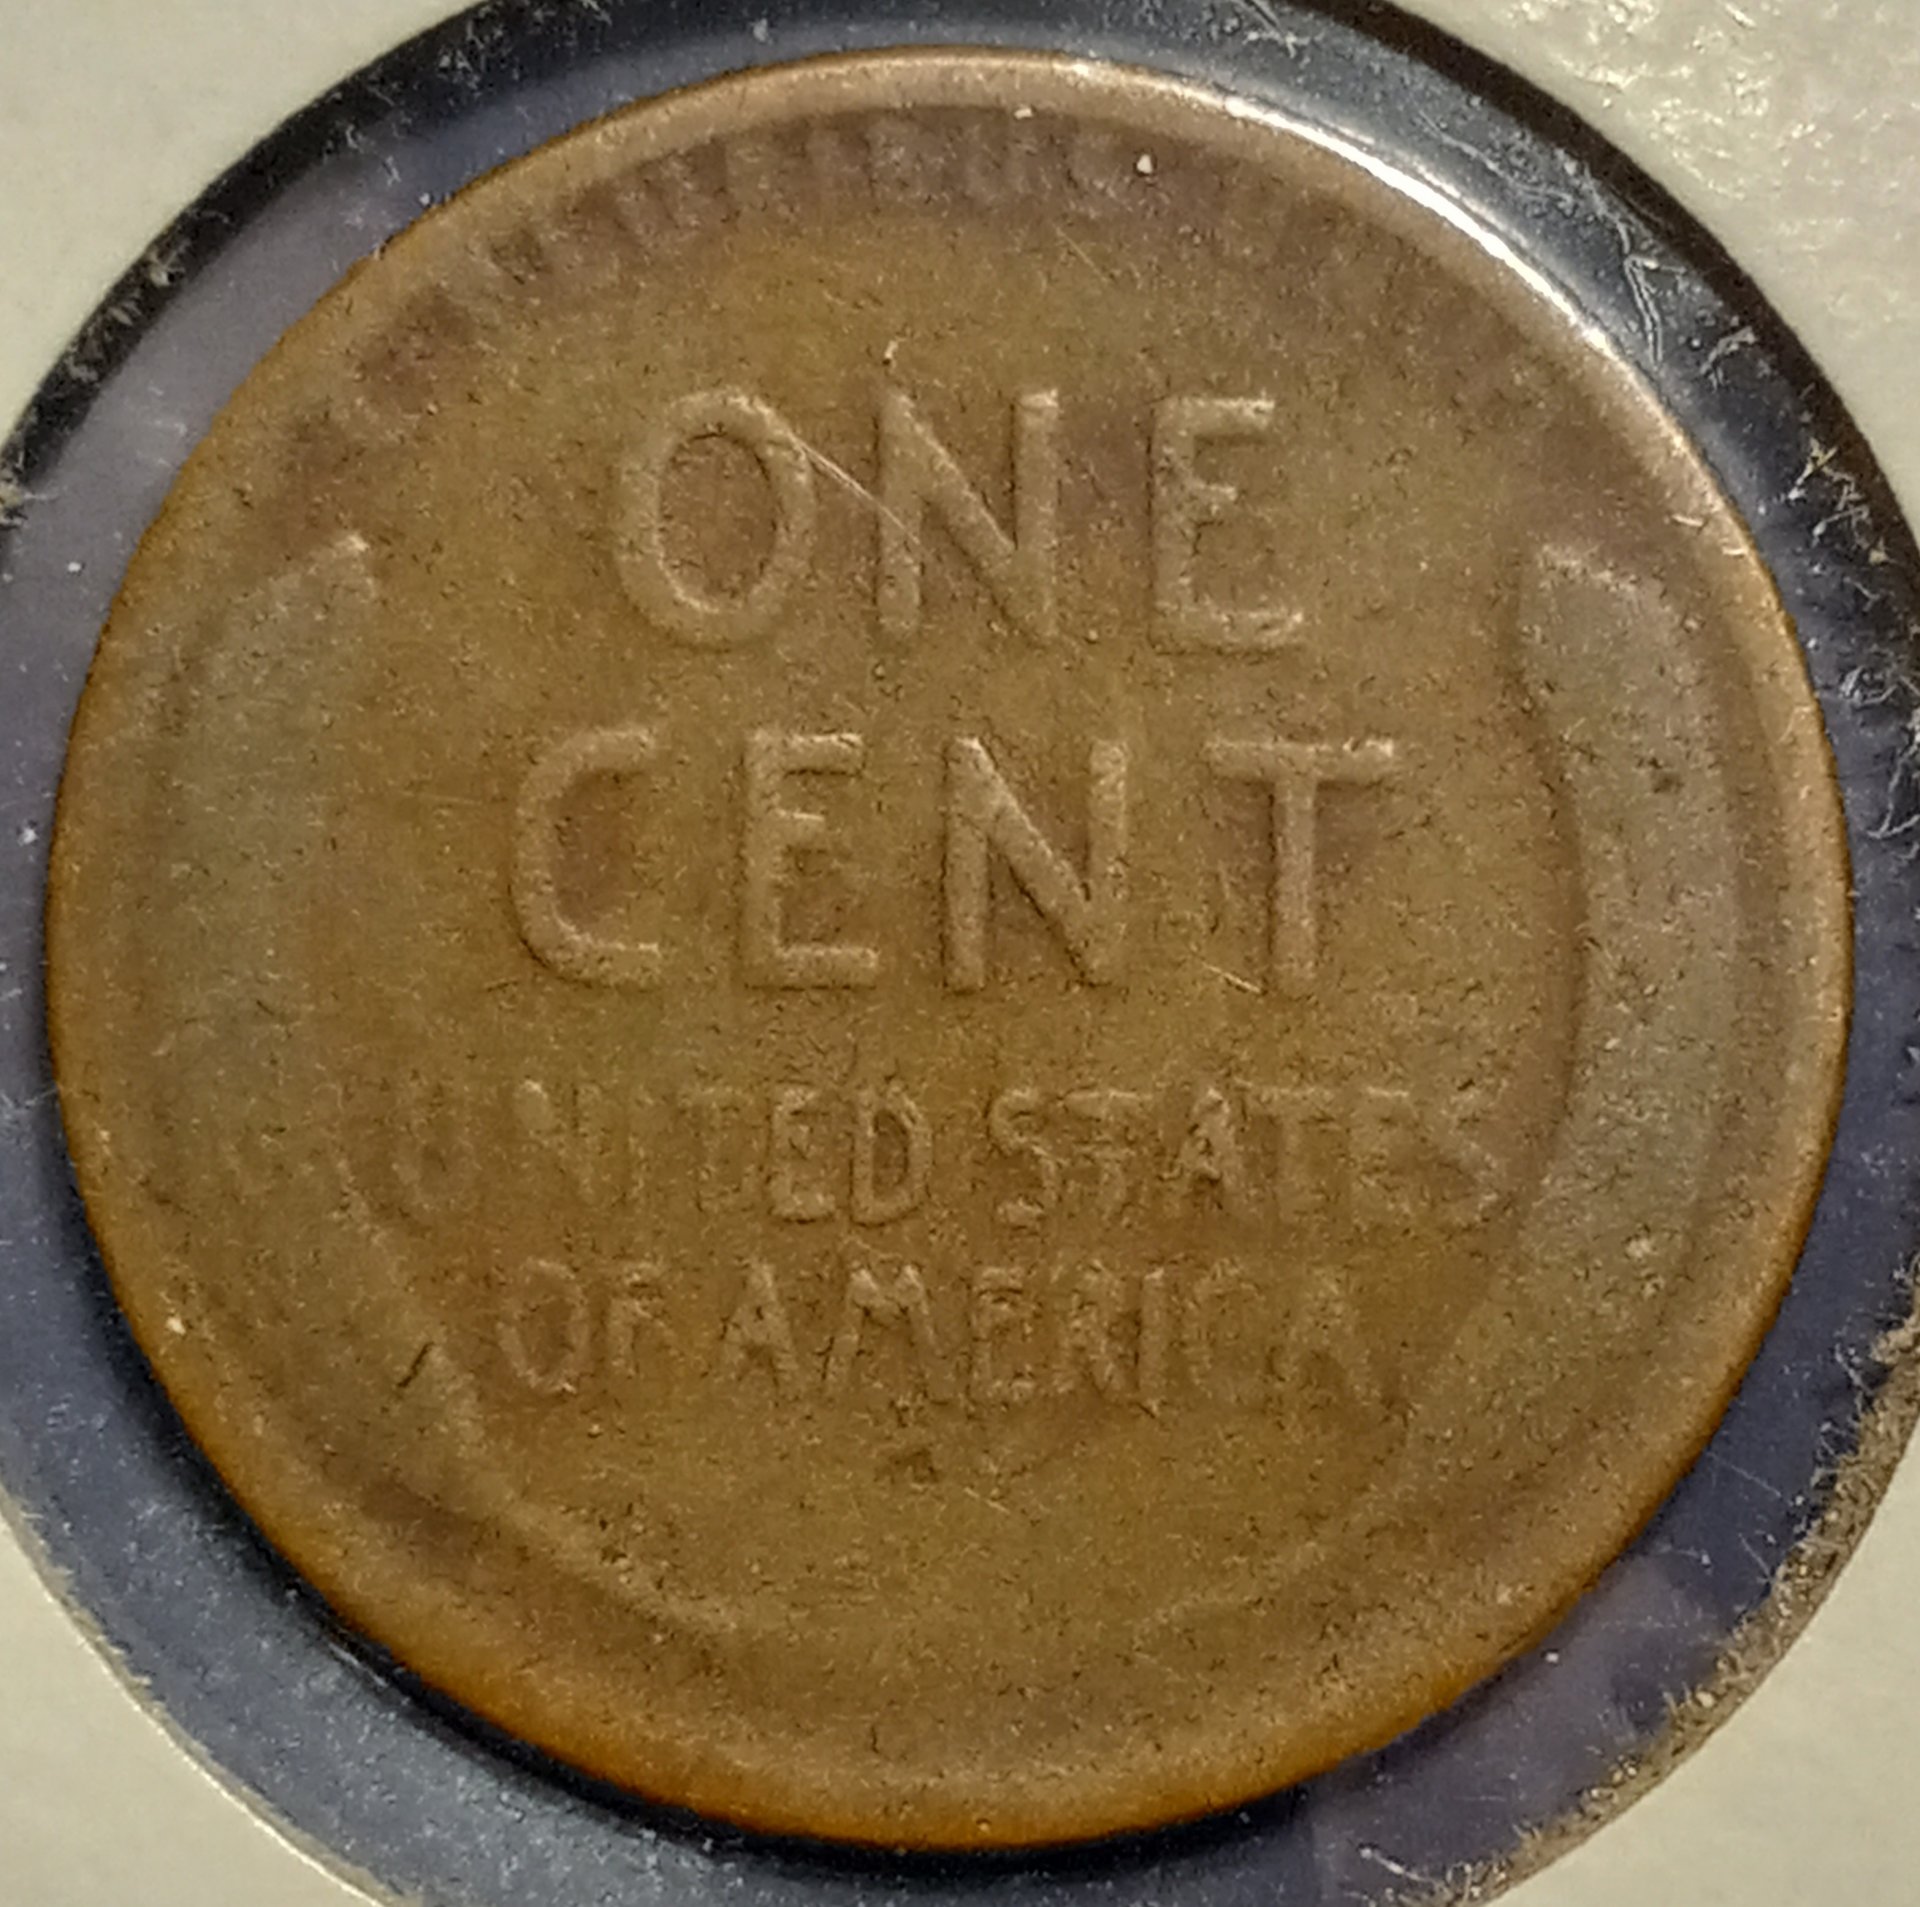 ONE
CENT
UNITED STATES
OF AMERICA